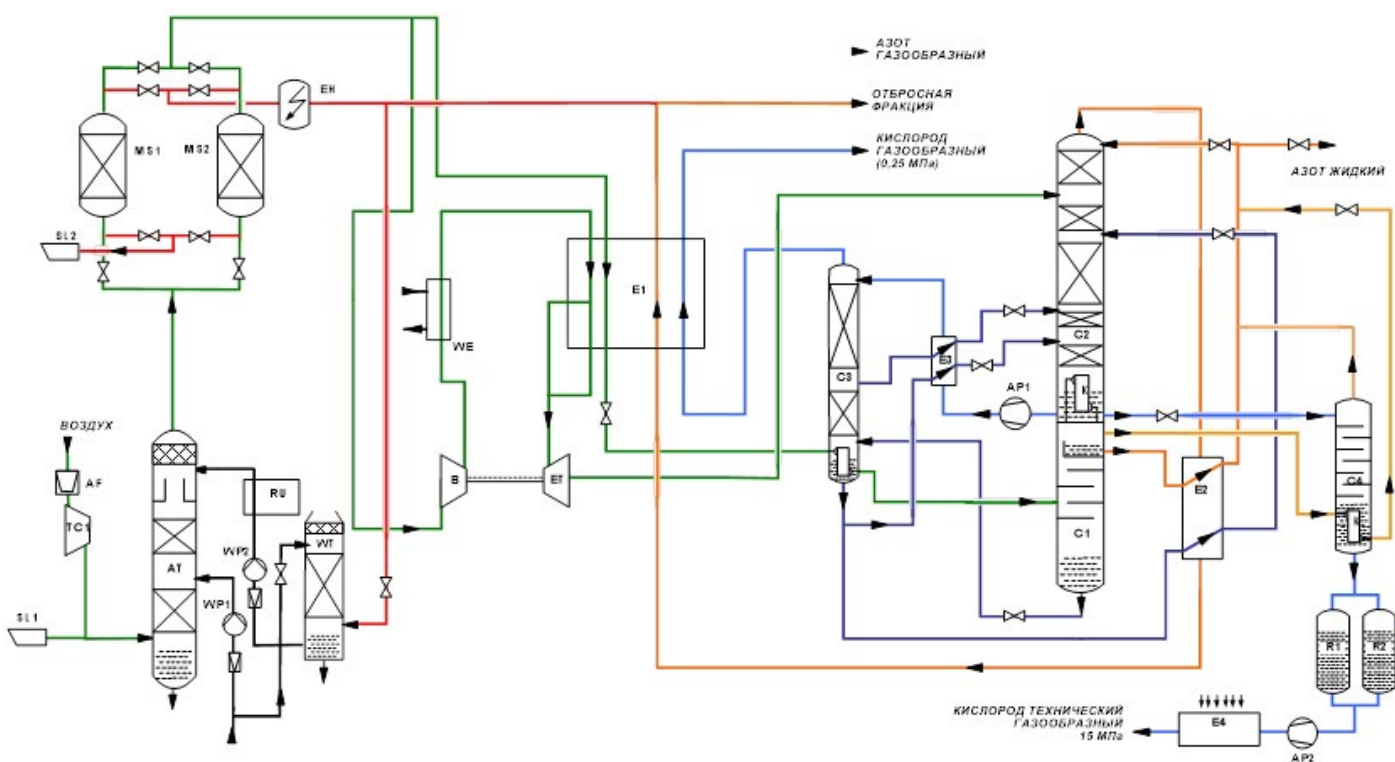 АЗОТ
ГАЗООБРАЗНЫЙ
EH
ОТБРОСНАЯ
ФРАКЦИЯ
КИСЛОРОД
ГАЗООБРАЗНЫЙ
(0,25 МПа)
MS1
MS2
АЗОТ ЖИДКИЙ
SL2
E1
WE
C2
E3
C3
K
AP1
ВОЗДУХ
AF
B
ET
E2
C4
RU
K
TC1
WT
C1
WP2
AT
WP1
SL1
R1
R2
КИСЛОРОД ТЕХНИЧЕСКИЙ
ГАЗООБРАЗНЫЙ
15 МПа
E4
AP2